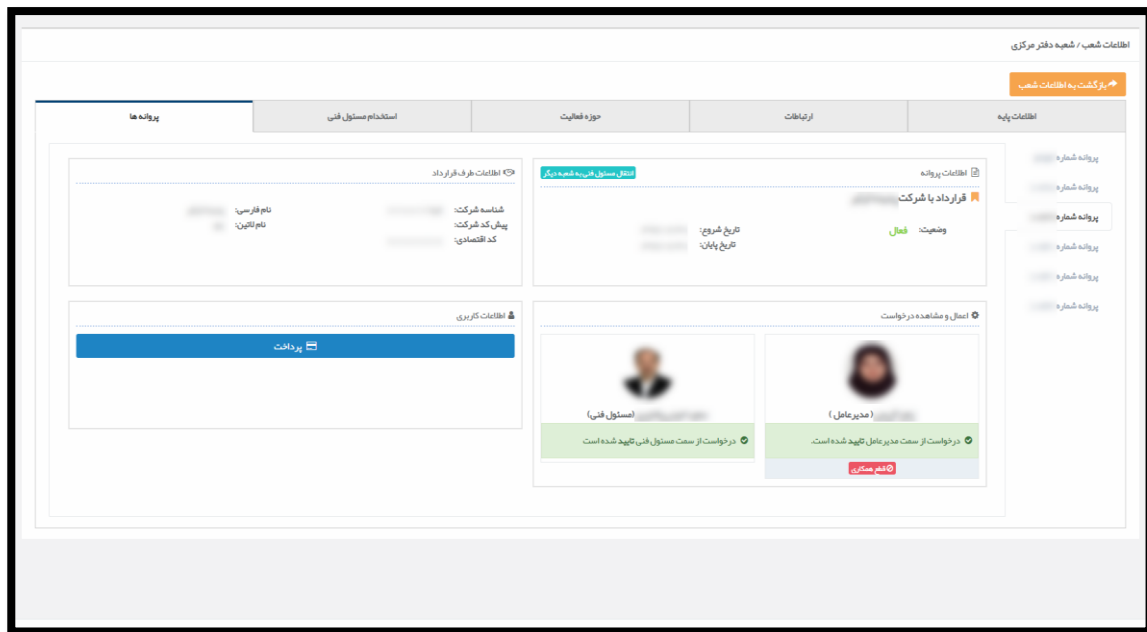 اطلاعات شعب / شعبه دفتر مرکزی
بازگشت به اطلاعات شعب
اطلاعات پایه
ارتباطات
حوزه فعالیت
استخدام مسئول فنی
پروانه ها
پروانه شماره
پروانه شماره
پروانه شماره
پروانه شماره
پروانه شماره
پروانه شماره
اطلاعات پروانه
انتقال مسئول فنی به شعبه دیگر
قرارداد با شرکت
وضعیت: فعال
تاریخ شروع:
تاریخ پایان:
اطلاعات طرف قرارداد
شناسه شرکت:
نام فارسی:
پیش کد شرکت:
نام لاتین:
کد اقتصادی:
اعمال و مشاهده درخواست
( مدیرعامل )
درخواست از سمت مدیرعامل تایید شده است.
قطع همکاری
(مسئول فنی)
درخواست از سمت مسئول فنی تایید شده است
اطلاعات کاربری
پرداخت